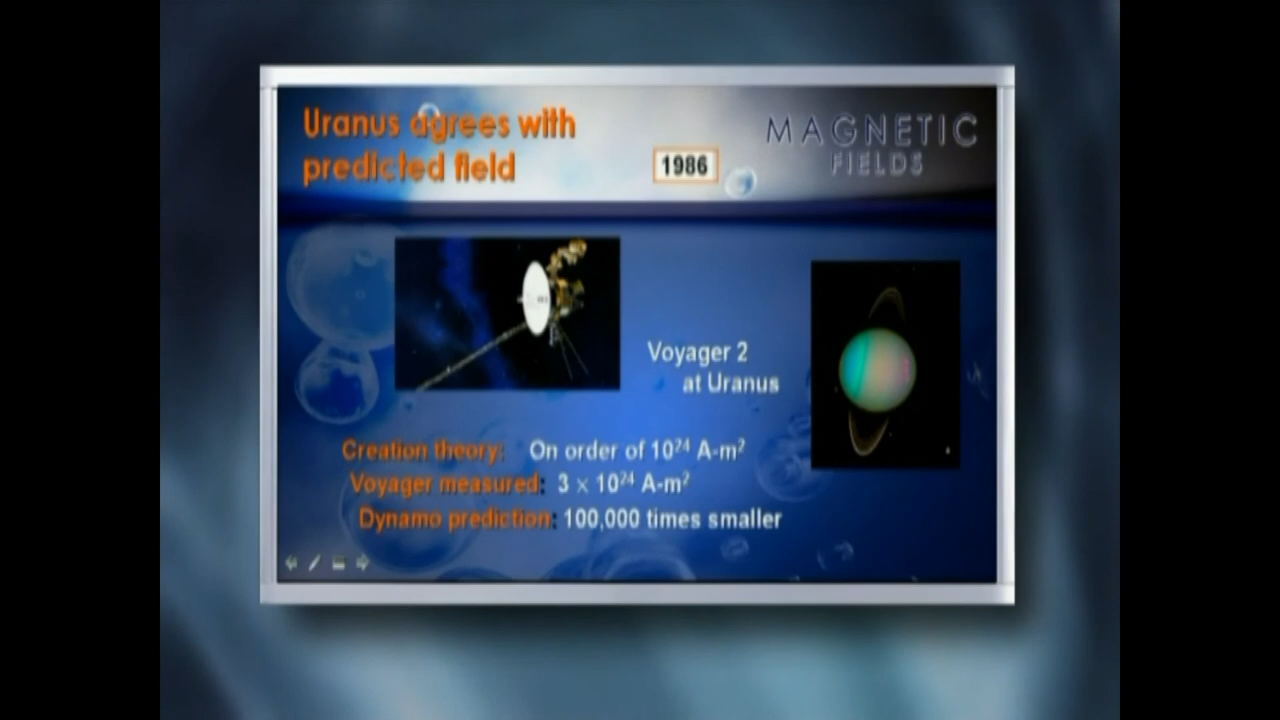 Uranus agrees with
predicted field
1986
MAGNETIC
FIELDS
Voyager 2
at Uranus
Creation theory: On order of 10²⁴ A-m²
Voyager measured: 3 × 10²⁴ A-m²
Dynamo prediction: 100,000 times smaller